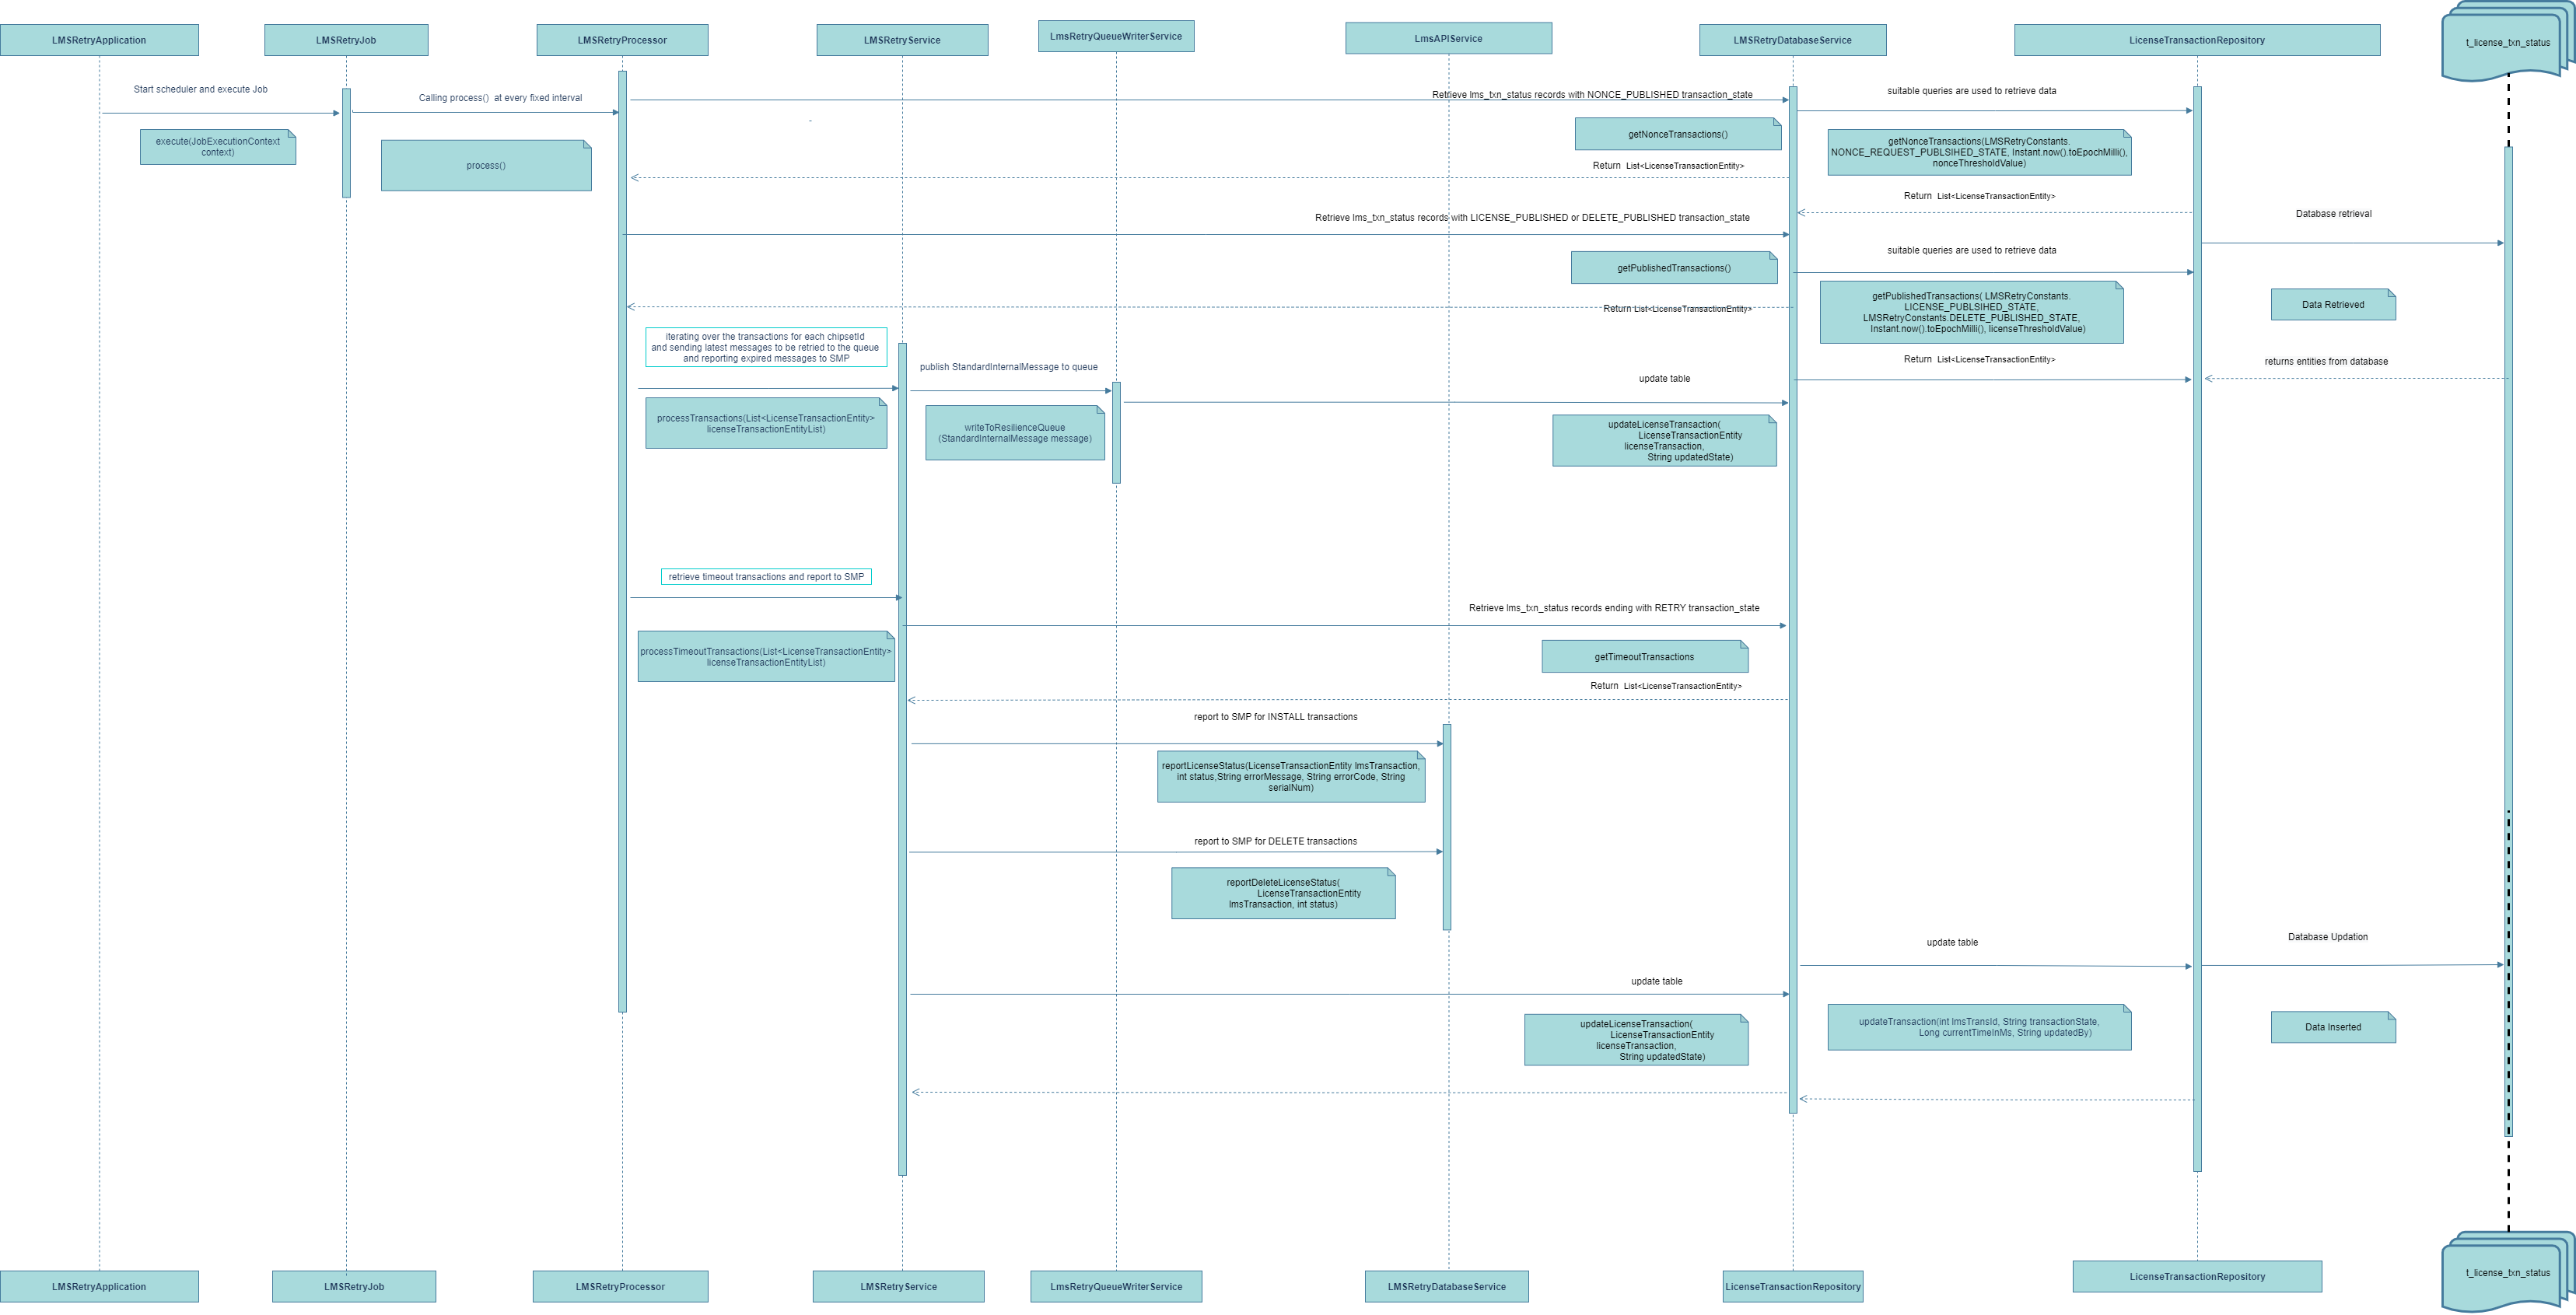 LMSRetryApplication
LMSRetryJob
LMSRetryProcessor
LMSRetryService
LmsRetryQueueWriterService
LmsAPIService
LMSRetryDatabaseService
LicenseTransactionRepository
t_license_txn_status
Start scheduler and execute Job
Calling process()  at every fixed interval
Retrieve lms_txn_status records with NONCE_PUBLISHED transaction_state
suitable queries are used to retrieve data
execute(JobExecutionContext
context)
process()
-
getNonceTransactions()
getNonceTransactions(LMSRetryConstants.
NONCE_REQUEST_PUBLSIHED_STATE, Instant.now().toEpochMilli(),
nonceThresholdValue)
Return  List<LicenseTransactionEntity>
Return  List<LicenseTransactionEntity>
Retrieve lms_txn_status records with LICENSE_PUBLISHED or DELETE_PUBLISHED transaction_state
Database retrieval
suitable queries are used to retrieve data
getPublishedTransactions()
getPublishedTransactions( LMSRetryConstants.
LICENSE_PUBLSIHED_STATE,
LMSRetryConstants.DELETE_PUBLISHED_STATE,
Instant.now().toEpochMilli(), licenseThresholdValue)
Data Retrieved
Return List<LicenseTransactionEntity>
iterating over the transactions for each chipsetId
and sending latest messages to be retried to the queue
and reporting expired messages to SMP
publish StandardInternalMessage to queue
update table
Return  List<LicenseTransactionEntity>
returns entities from database
processTransactions(List<LicenseTransactionEntity>
licenseTransactionEntityList)
writeToResilienceQueue
(StandardInternalMessage message)
updateLicenseTransaction(
LicenseTransactionEntity
licenseTransaction,
String updatedState)
retrieve timeout transactions and report to SMP
Retrieve lms_txn_status records ending with RETRY transaction_state
processTimeoutTransactions(List<LicenseTransactionEntity>
licenseTransactionEntityList)
getTimeoutTransactions
Return  List<LicenseTransactionEntity>
report to SMP for INSTALL transactions
reportLicenseStatus(LicenseTransactionEntity lmsTransaction,
int status,String errorMessage, String errorCode, String
serialNum)
report to SMP for DELETE transactions
reportDeleteLicenseStatus(
LicenseTransactionEntity
lmsTransaction, int status)
update table
Database Updation
update table
updateLicenseTransaction(
LicenseTransactionEntity
licenseTransaction,
String updatedState)
updateTransaction(int lmsTransId, String transactionState,
Long currentTimeInMs, String updatedBy)
Data Inserted
LMSRetryApplication
LMSRetryJob
LMSRetryProcessor
LMSRetryService
LmsRetryQueueWriterService
LMSRetryDatabaseService
LicenseTransactionRepository
LicenseTransactionRepository
t_license_txn_status